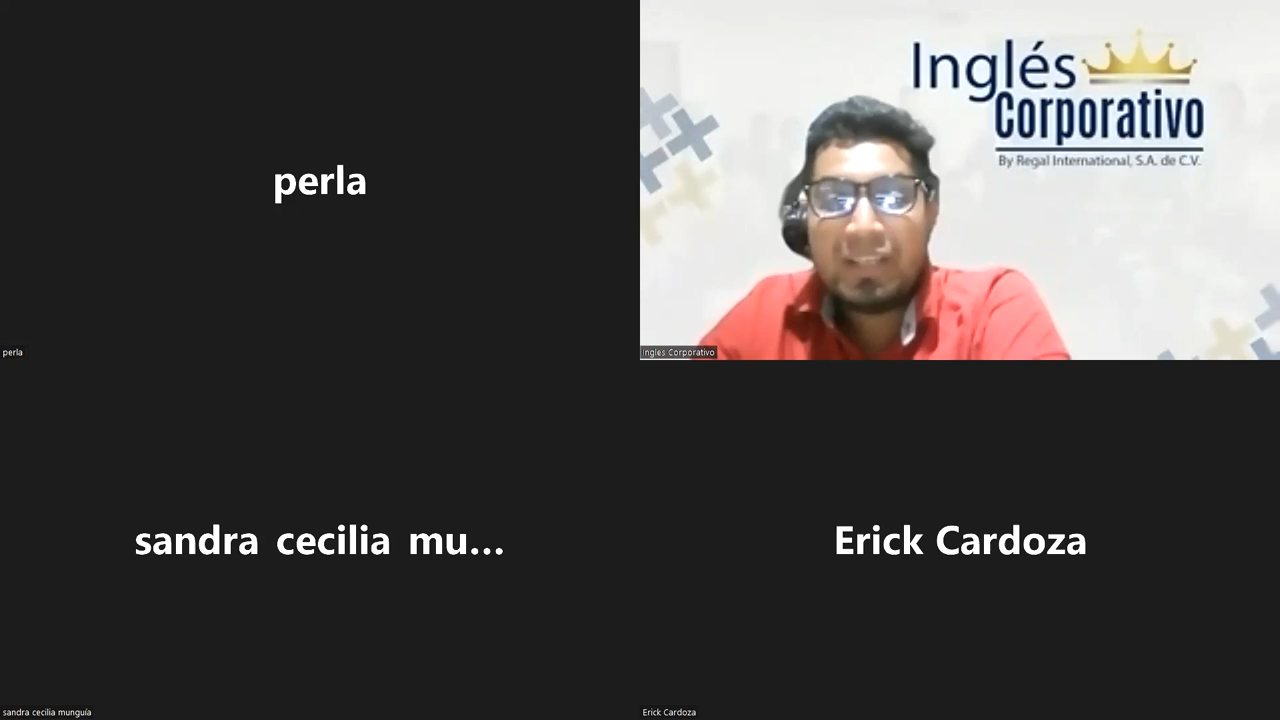 perla
perla
Inglés
Corporativo
By Regal International, S.A. de C.V.
Ingles Corporativo
sandra cecilia mu...
sandra cecilia munguía
Erick Cardoza
Erick Cardoza